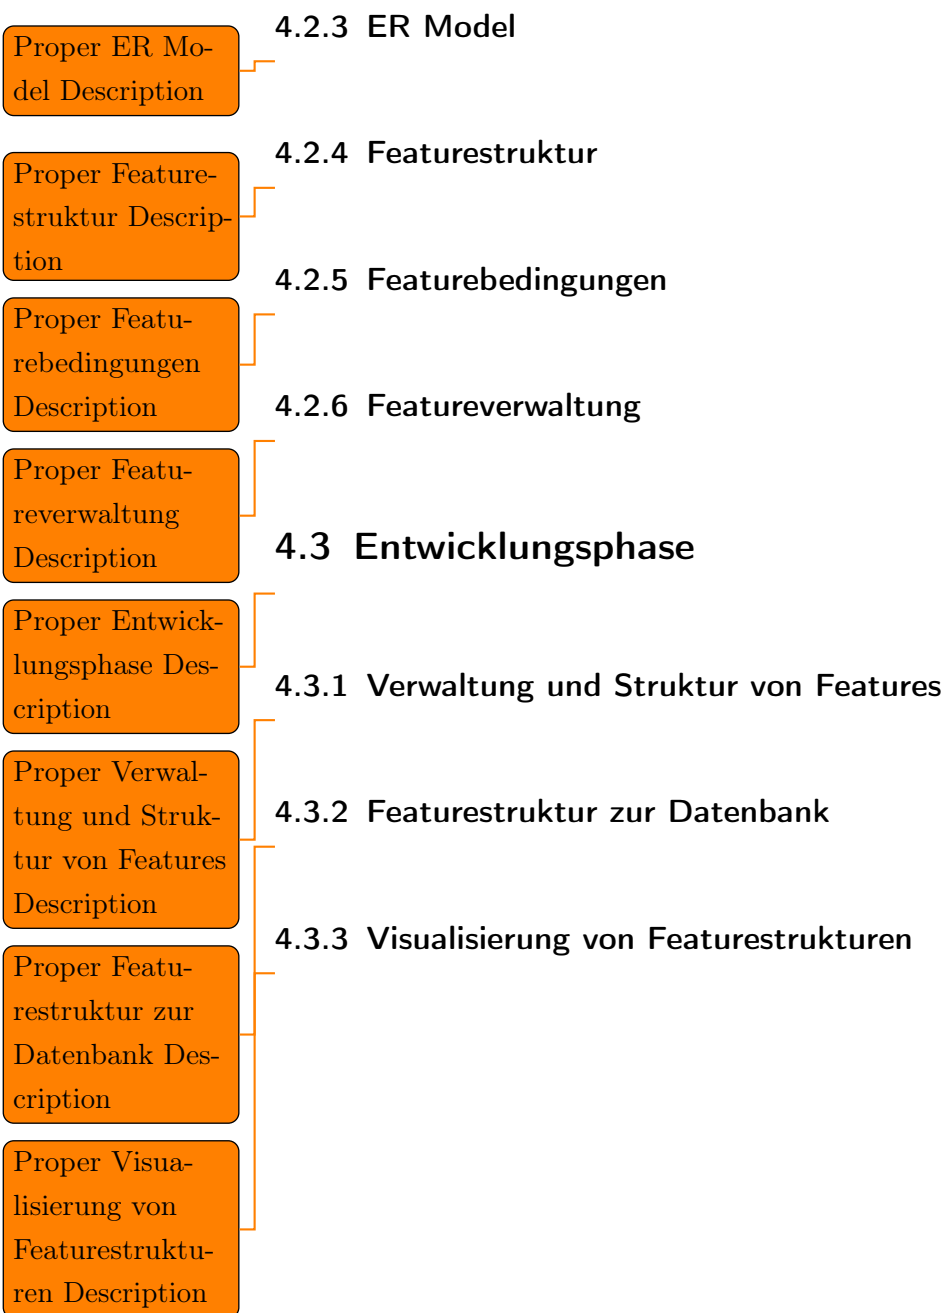 4.2.3 ER Model
Proper ER Mo-
del Description
4.2.4 Featurestruktur
Proper Feature-
struktur Descrip-
tion
4.2.5 Featurebedingungen
Proper Featu-
rebedingungen
Description
4.2.6 Featureverwaltung
Proper Featu-
reverwaltung
Description
4.3 Entwicklungsphase
Proper Entwick-
lungsphase Des-
cription
4.3.1 Verwaltung und Struktur von Features
Proper Verwal-
tung und Struk-
tur von Features
Description
4.3.2 Featurestruktur zur Datenbank
Proper Featu-
restruktur zur
Datenbank Des-
cription
4.3.3 Visualisierung von Featurestrukturen
Proper Visua-
lisierung von
Featurestruktu-
ren Description